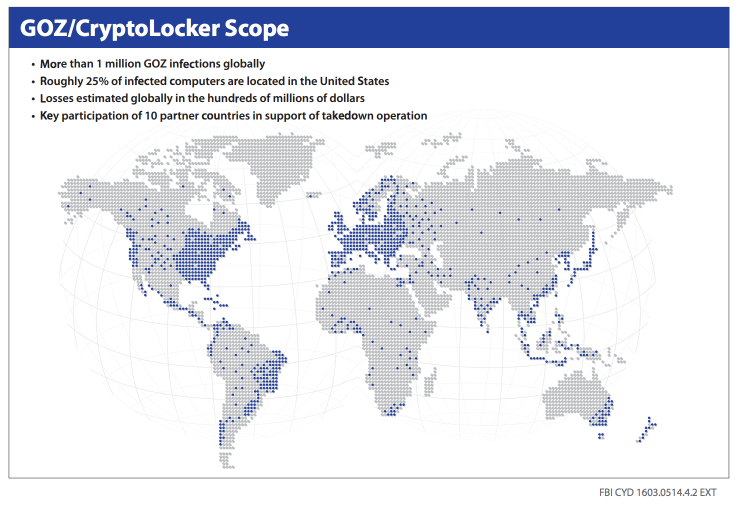 GOZ/CryptoLocker Scope
• More than 1 million GOZ infections globally
• Roughly 25% of infected computers are located in the United States
• Losses estimated globally in the hundreds of millions of dollars
• Key participation of 10 partner countries in support of takedown operation
FBI CYD 1603.0514.4.2 EXT